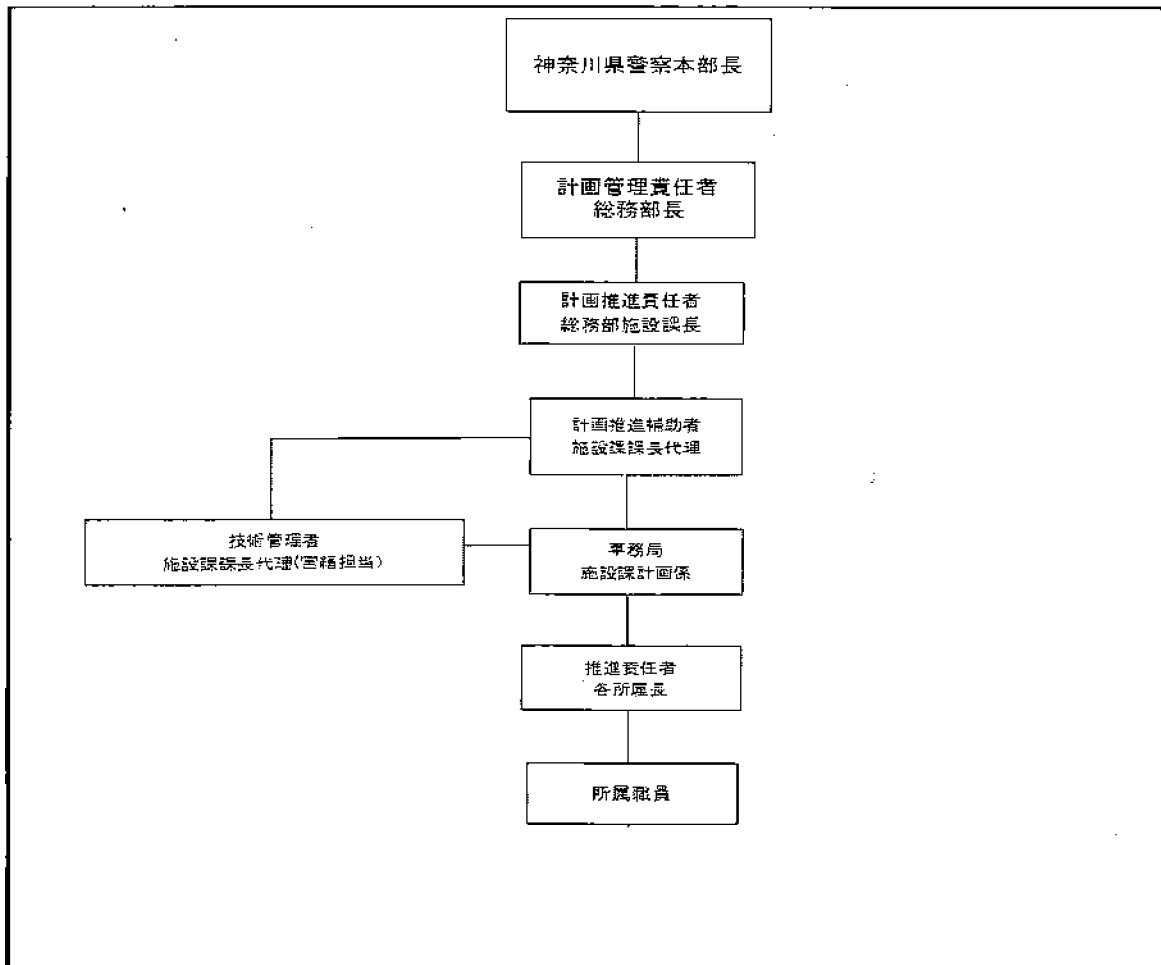 神奈川県警察本部長
計画管理責任者
総務部長
計画推進責任者
総務部施設課長
計画推進補助者
施設課課長代理
技術管理者
施設課課長代理(営繕担当)
事務局
施設課計画係
推進責任者
各所属長
所属職員